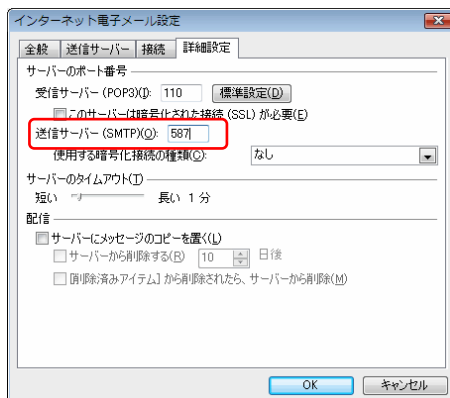 インターネット電子メール設定
全般 送信サーバー 接続 詳細設定
サーバーのポート番号
受信サーバー (POP3)(I): 110 標準設定(D)
このサーバーは暗号化された接続 (SSL) が必要(E)
送信サーバー (SMTP)(O): 587
使用する暗号化接続の種類(C): なし
サーバーのタイムアウト(T)
短い 長い 1 分
配信
サーバーにメッセージのコピーを置く(L)
サーバーから削除する(R) 10 日後
[削除済みアイテム] から削除されたら、サーバーから削除(M)
OK キャンセル